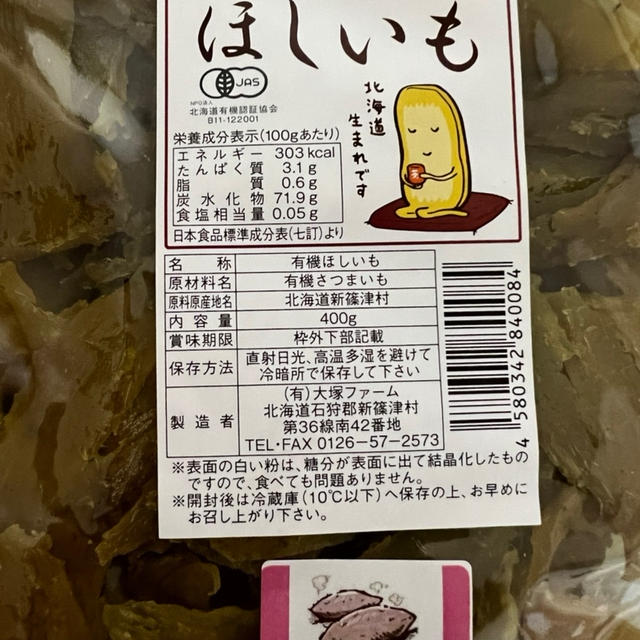 ほしいも
JAS
NPO法人
北海道有機認証協会
B11-122001
北海道
生まれです
栄養成分表示(100gあたり)
エネルギー 303kcal
たんぱく質 3.1g
脂質 0.6g
炭水化物 71.9g
食塩相当量 0.05g
日本食品標準成分表(七訂)より
名称 有機ほしいも
原材料名 有機さつまいも
原料原産地名 北海道新篠津村
内容量 400g
賞味期限 枠外下部記載
保存方法 直射日光、高温多湿を避けて
冷暗所で保存して下さい
製造者 (有)大塚ファーム
北海道石狩郡新篠津村
第36線南42番地
TEL・FAX 0126-57-2573
4 580342 840084
※表面の白い粉は、糖分が表面に出て結晶化したもの
ですので、食べても問題ありません。
※開封後は冷蔵庫(10℃以下)へ保存の上、お早めに
お召し上がり下さい。